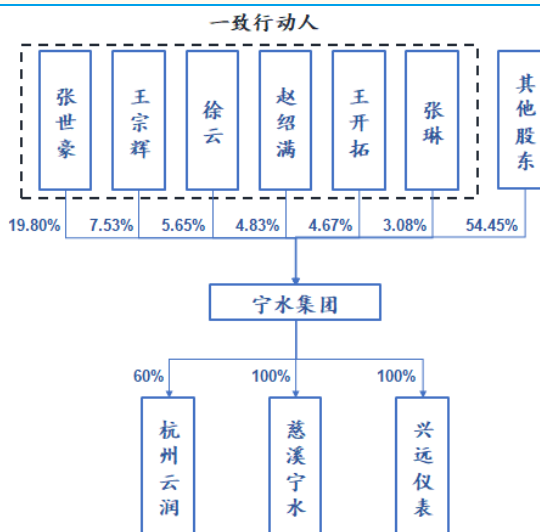 一致行动人
张世豪
王宗辉
徐云
赵绍满
王开拓
张琳
其他股东
19.80%
7.53%
5.65%
4.83%
4.67%
3.08%
54.45%
宁水集团
60%
100%
100%
杭州云润
慈溪宁水
兴远仪表